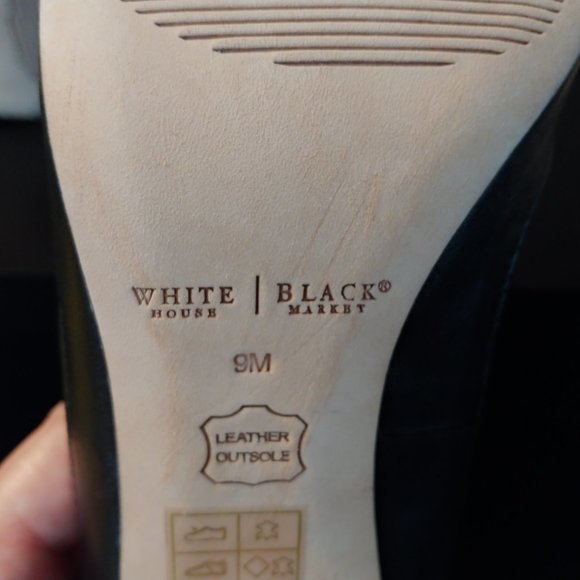 WHITE | BLACK®
HOUSE MARKET
9M
LEATHER
OUTSOLE